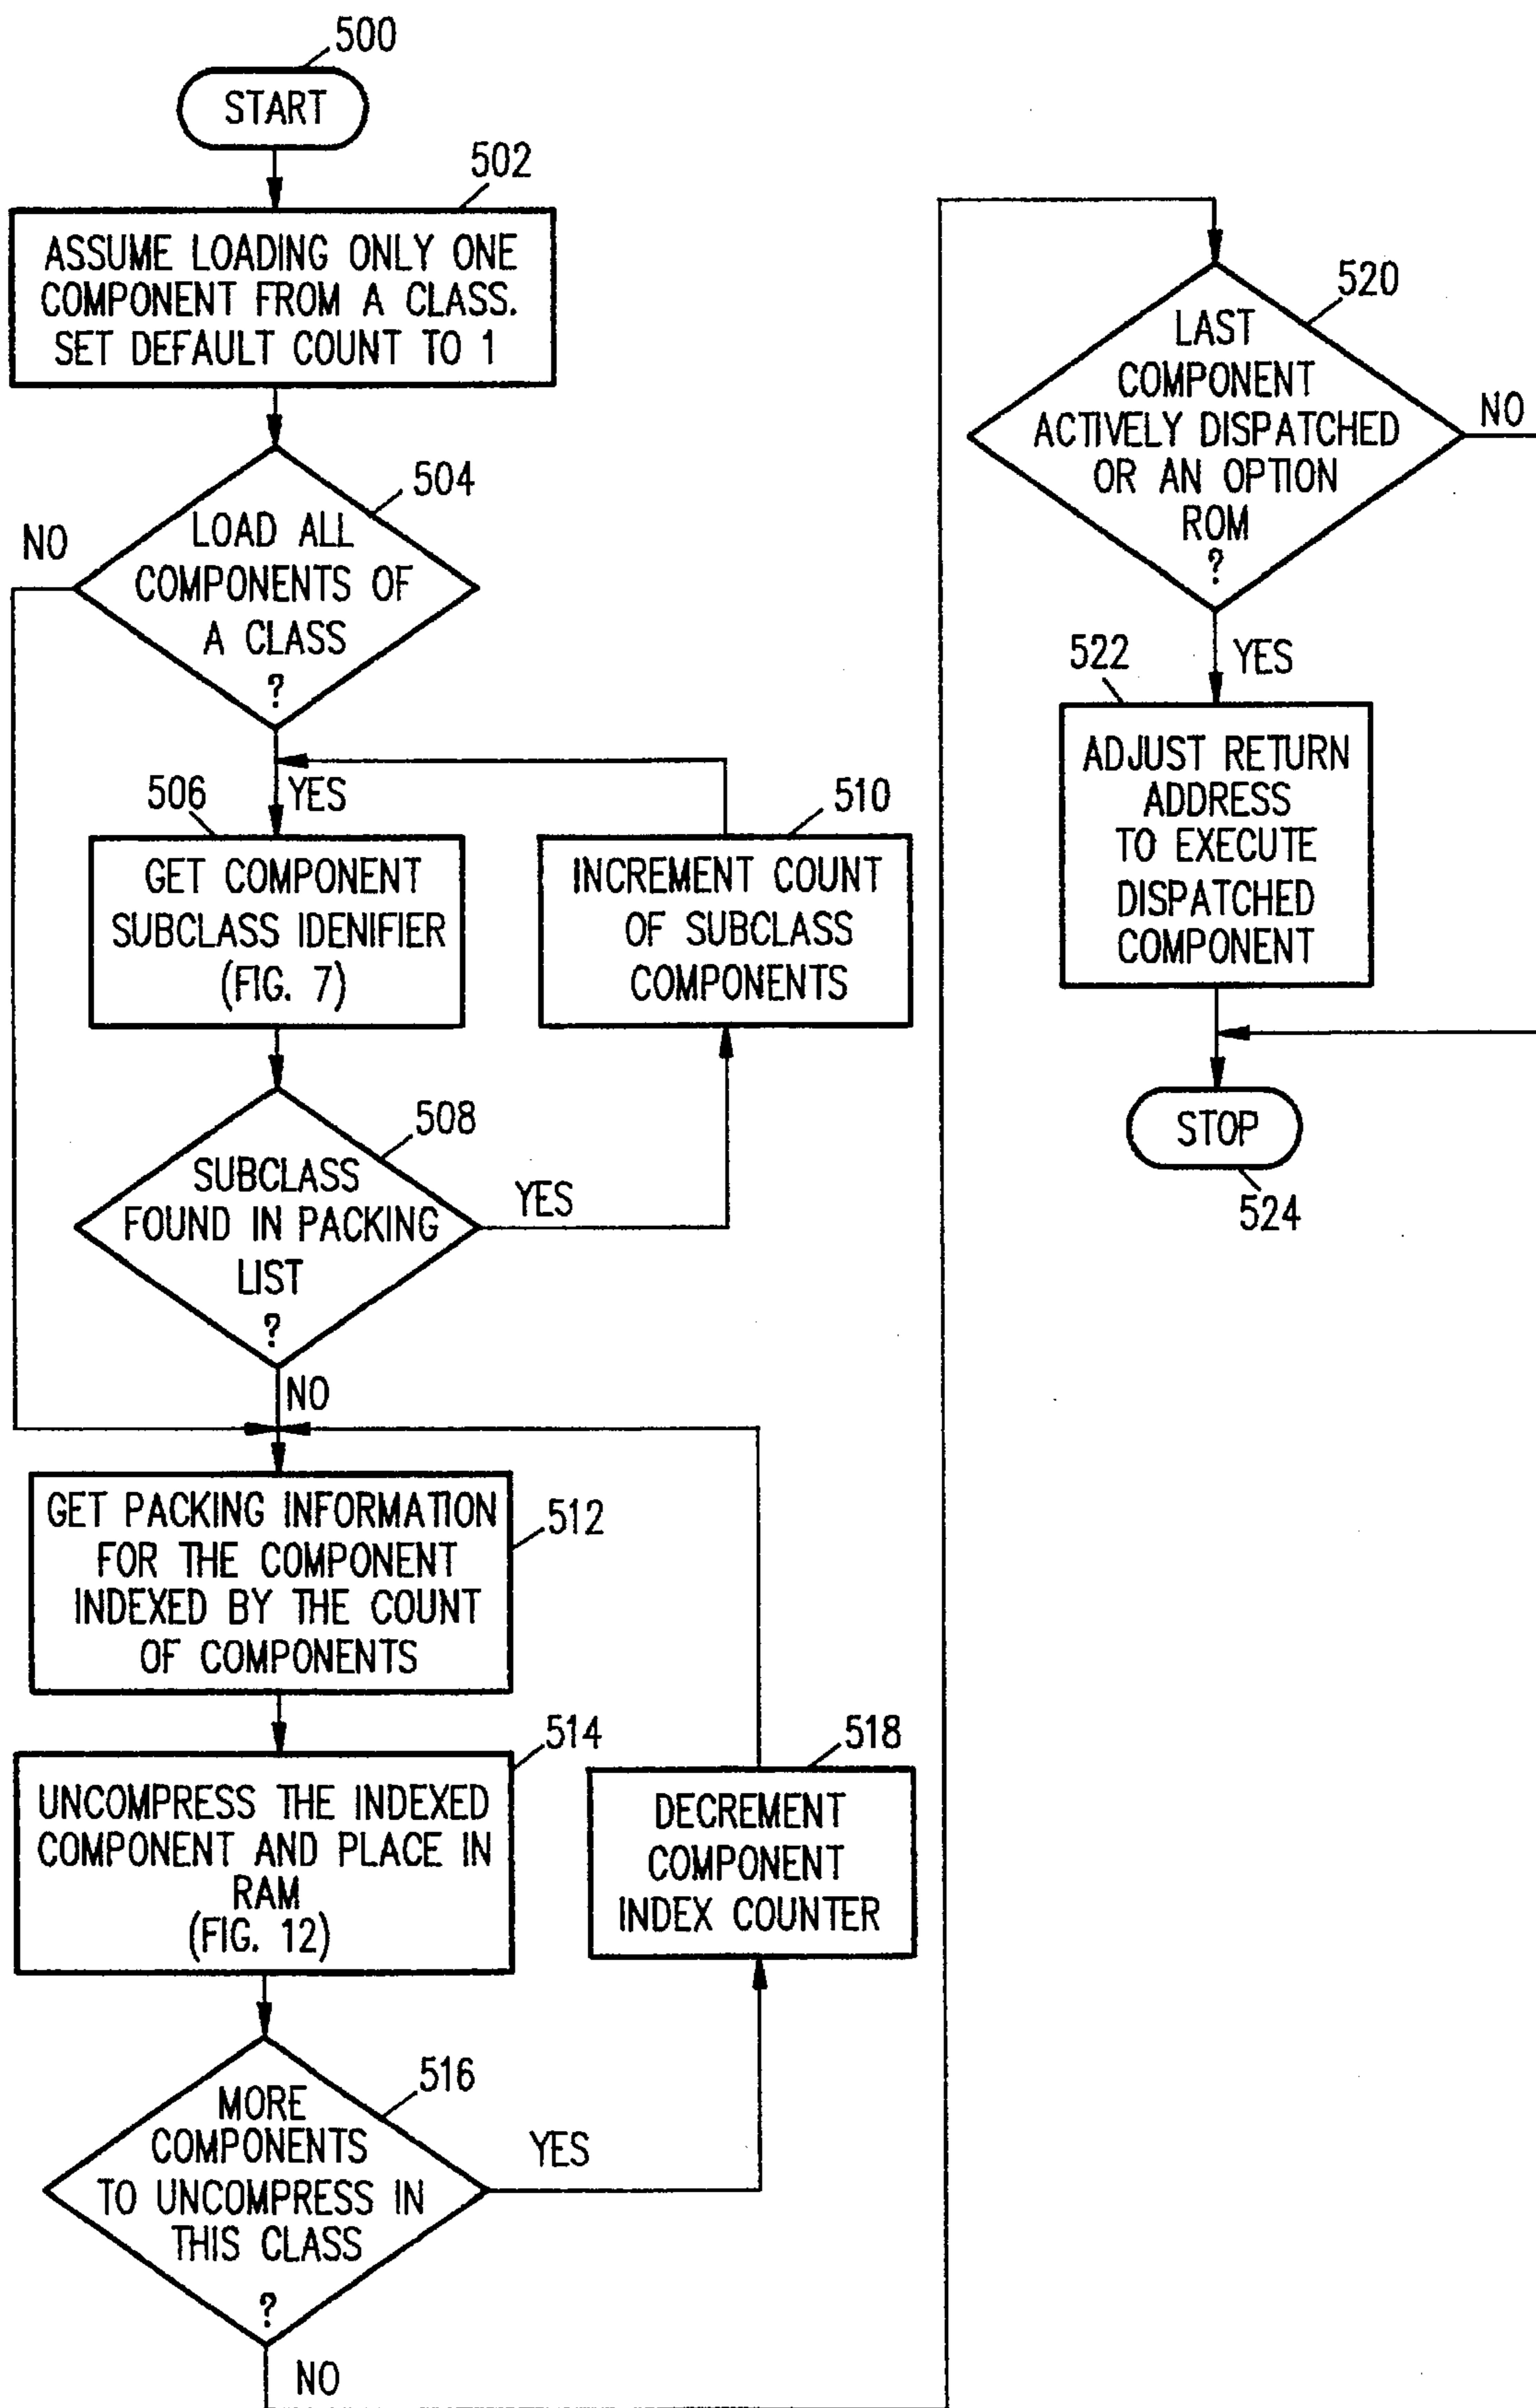 500
START
502
ASSUME LOADING ONLY ONE
COMPONENT FROM A CLASS.
SET DEFAULT COUNT TO 1
504
NO
LOAD ALL
COMPONENTS OF
A CLASS
?
YES
506
GET COMPONENT
SUBCLASS IDENIFIER
(FIG. 7)
510
INCREMENT COUNT
OF SUBCLASS
COMPONENTS
508
SUBCLASS
FOUND IN PACKING
LIST
?
YES
NO
512
GET PACKING INFORMATION
FOR THE COMPONENT
INDEXED BY THE COUNT
OF COMPONENTS
514
UNCOMPRESS THE INDEXED
COMPONENT AND PLACE IN
RAM
(FIG. 12)
518
DECREMENT
COMPONENT
INDEX COUNTER
516
MORE
COMPONENTS
TO UNCOMPRESS IN
THIS CLASS
?
YES
NO
520
LAST
COMPONENT
ACTIVELY DISPATCHED
OR AN OPTION
ROM
?
NO
YES
522
ADJUST RETURN
ADDRESS
TO EXECUTE
DISPATCHED
COMPONENT
STOP
524